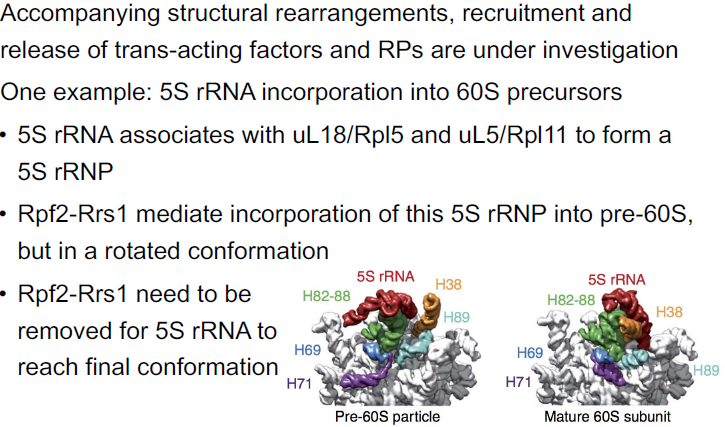 Accompanying structural rearrangements, recruitment and
release of trans-acting factors and RPs are under investigation
One example: 5S rRNA incorporation into 60S precursors
• 5S rRNA associates with uL18/Rpl5 and uL5/Rpl11 to form a
5S rRNP
• Rpf2-Rrs1 mediate incorporation of this 5S rRNP into pre-60S,
but in a rotated conformation
• Rpf2-Rrs1 need to be
removed for 5S rRNA to
reach final conformation
5S rRNA
H38
H82-88
H89
H69
H71
Pre-60S particle
5S rRNA
H82-88
H38
H69
H89
H71
Mature 60S subunit